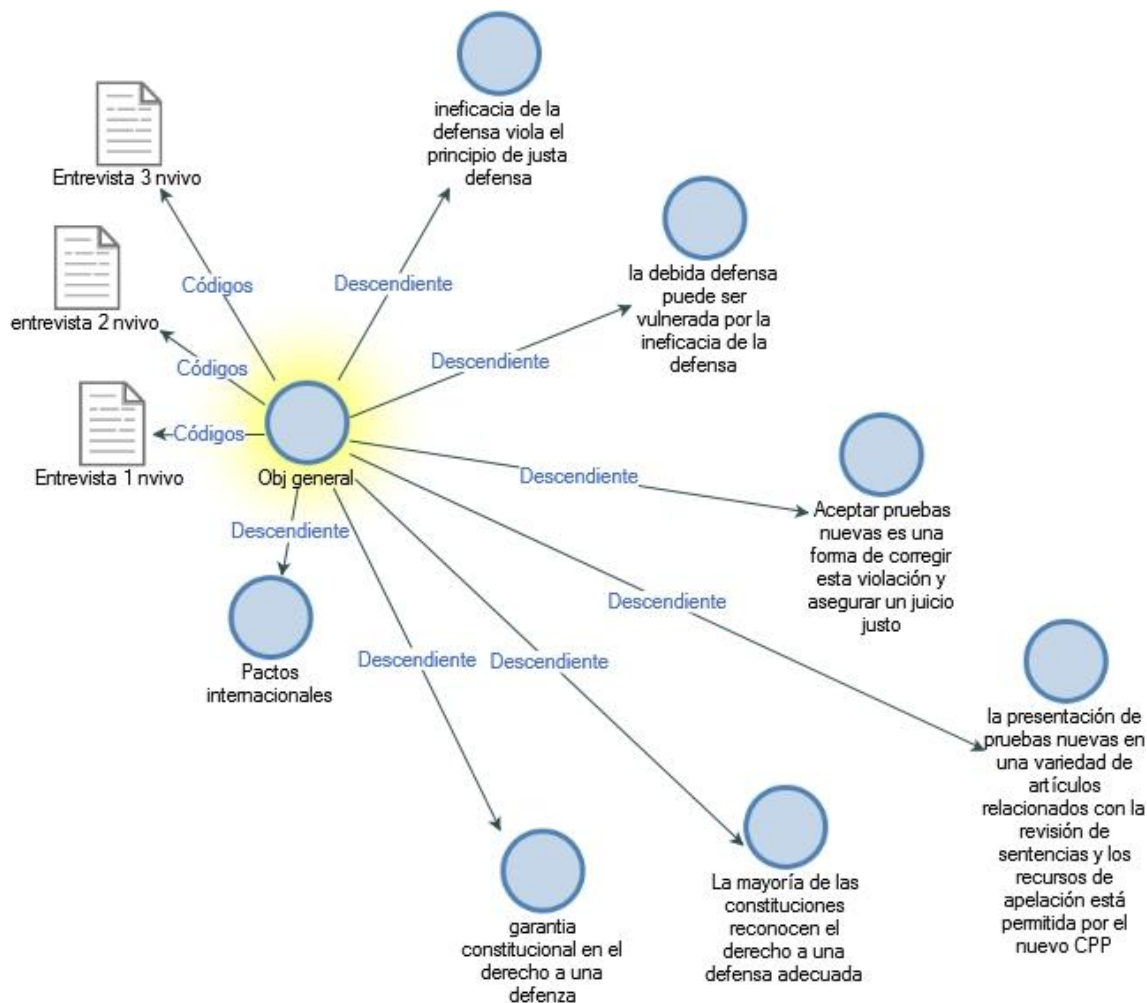 ineficacia de la
defensa viola el
principio de justa
defensa
Entrevista 3 nvivo
la debida defensa
puede ser
vulnerada por la
ineficacia de la
defensa
Códigos
Descendiente
entrevista 2 nvivo
Códigos
Descendiente
Códigos
Entrevista 1 nvivo
Obj general
Descendiente
Aceptar pruebas
nuevas es una
forma de corregir
esta violación y
asegurar un juicio
justo
Descendiente
Descendiente
Pactos
internacionales
Descendiente
Descendiente
la presentación de
pruebas nuevas en
una variedad de
artículos
relacionados con la
revisión de
sentencias y los
recursos de
apelación está
permitida por el
nuevo CPP
La mayoría de las
constituciones
reconocen el
derecho a una
defensa adecuada
garantia
constitucional en el
derecho a una
defenza